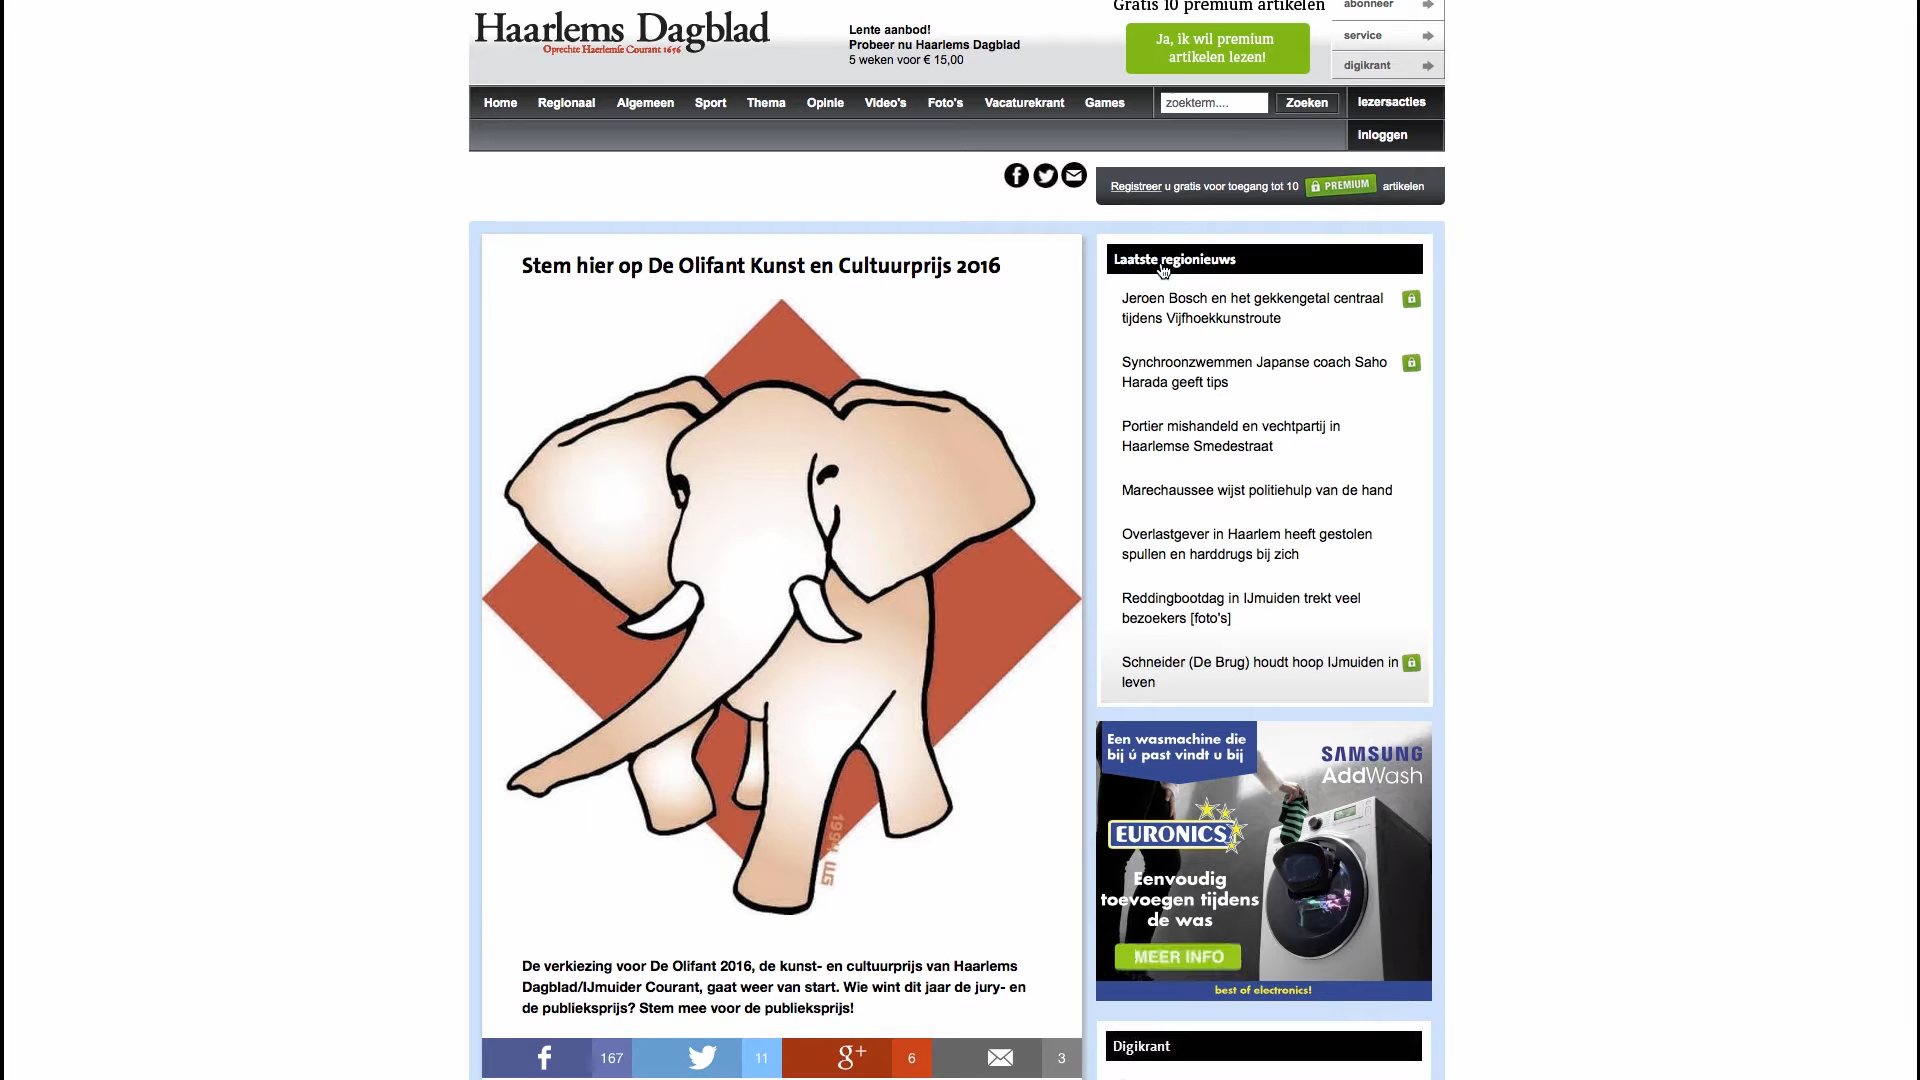 Haarlems Dagblad
Oprechte Haerlemse Courant 1656
Lente aanbod!
Probeer nu Haarlems Dagblad
5 weken voor € 15,00
Gratis 10 premium artikelen
Ja, ik wil premium
artikelen lezen!
abonneer
service
digikrant
Home Regionaal Algemeen Sport Thema Opinie Video's Foto's Vacaturekrant Games
zoekterm....
Zoeken
lezersacties
inloggen
Registreer u gratis voor toegang tot 10 PREMIUM artikelen
Stem hier op De Olifant Kunst en Cultuurprijs 2016
1994 WG
De verkiezing voor De Olifant 2016, de kunst- en cultuurprijs van Haarlems
Dagblad/IJmuider Courant, gaat weer van start. Wie wint dit jaar de jury- en
de publieksprijs? Stem mee voor de publieksprijs!
f 167 11 g+ 6 3
Laatste regionieuws
Jeroen Bosch en het gekkengetal centraal
tijdens Vijfhoekkunstroute
Synchroonzwemmen Japanse coach Saho
Harada geeft tips
Portier mishandeld en vechtpartij in
Haarlemse Smedestraat
Marechaussee wijst politiehulp van de hand
Overlastgever in Haarlem heeft gestolen
spullen en harddrugs bij zich
Reddingbootdag in IJmuiden trekt veel
bezoekers [foto's]
Schneider (De Brug) houdt hoop IJmuiden in
leven
Een wasmachine die
bij ú past vindt u bij
SAMSUNG
AddWash
EURONICS
Eenvoudig
toevoegen tijdens
de was
MEER INFO
best of electronics!
Digikrant